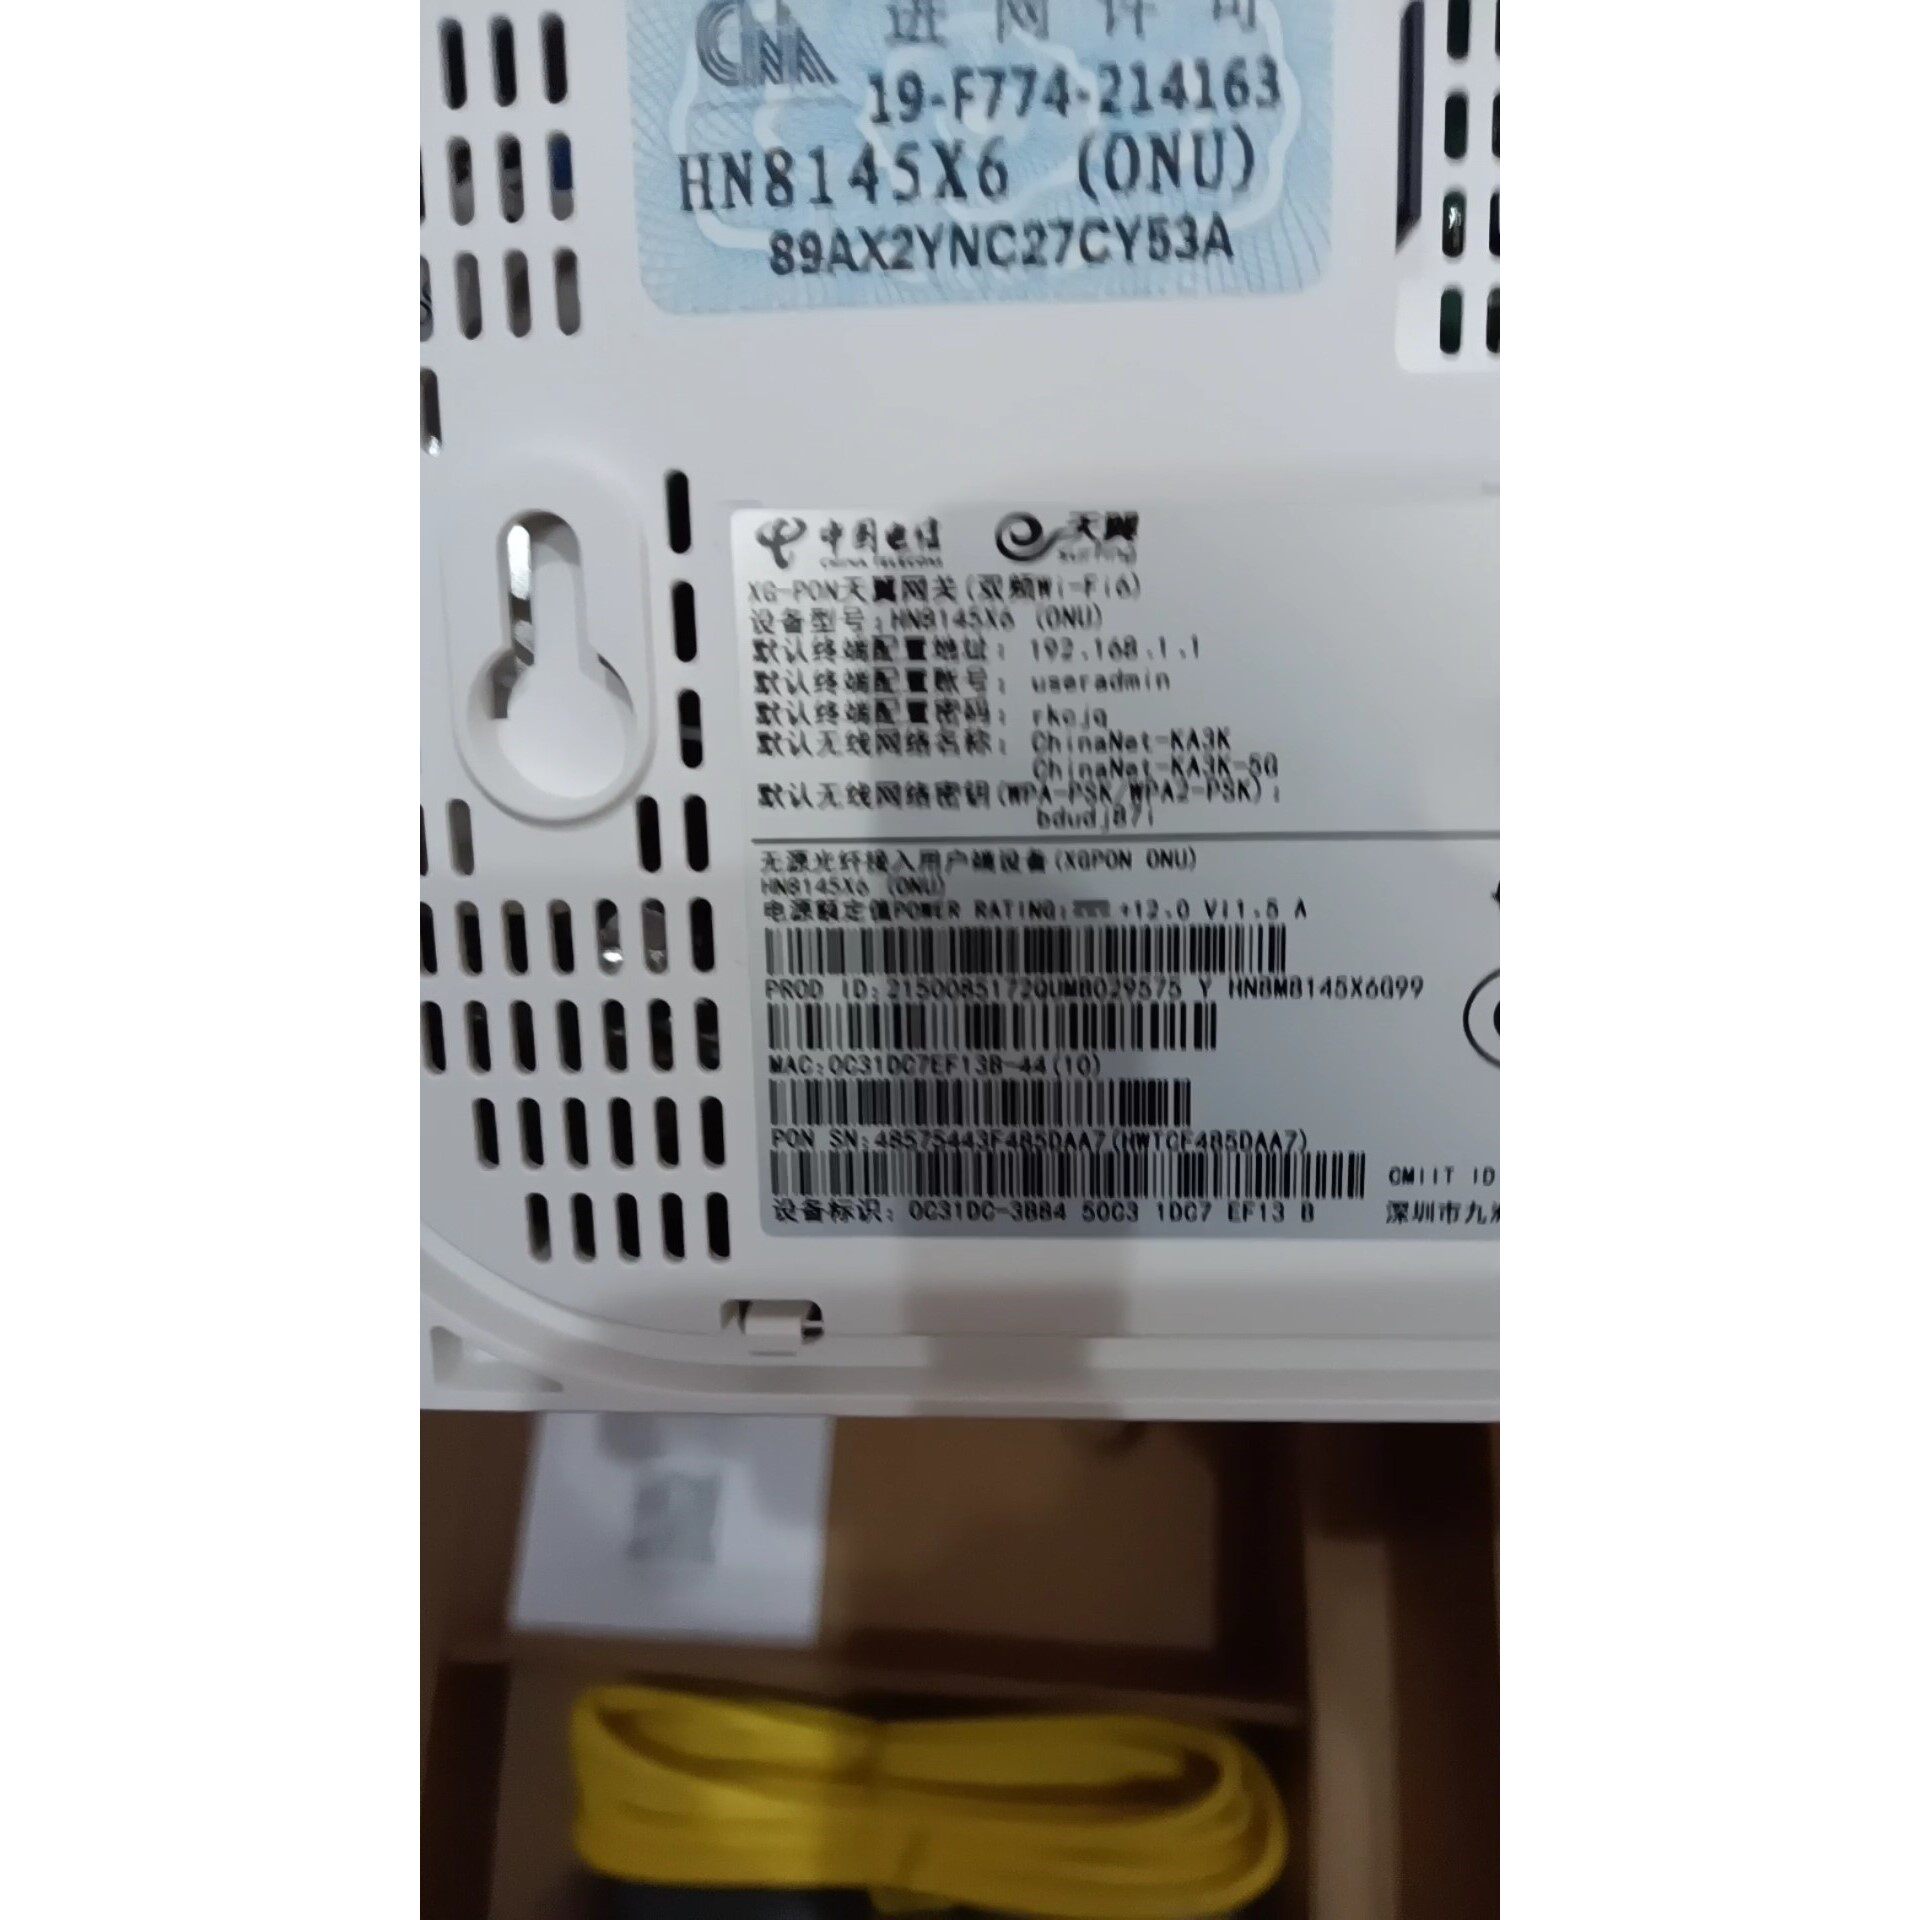 进网许可
19-F774-214163
HN8145X6 (ONU)
89AX2YNC27CY53A
中国电信 天翼
CHINA TELECOM
XG-PON天翼网关(双频Wi-Fi6)
设备型号:HN8145X6 (ONU)
默认终端配置地址: 192.168.1.1
默认终端配置账号: useradmin
默认终端配置密码:
默认无线网络名称: ChinaNet-KA3K
ChinaNet-KA3K-5G
默认无线网络密钥(WPA-PSK/WPA2-PSK):
无源光纤接入用户端设备(XGPON ONU)
HN8145X6 (ONU)
电源额定值POWER RATING: +12.0 V|1.5 A
PROD ID: Y HN8M8145X6Q99
MAC:0C31DC7EF13B-44(10)
PON SN:
设备标识: 0C31DC-3BB4 50C3 1DC7 EF13 B
CMIIT ID
深圳市九